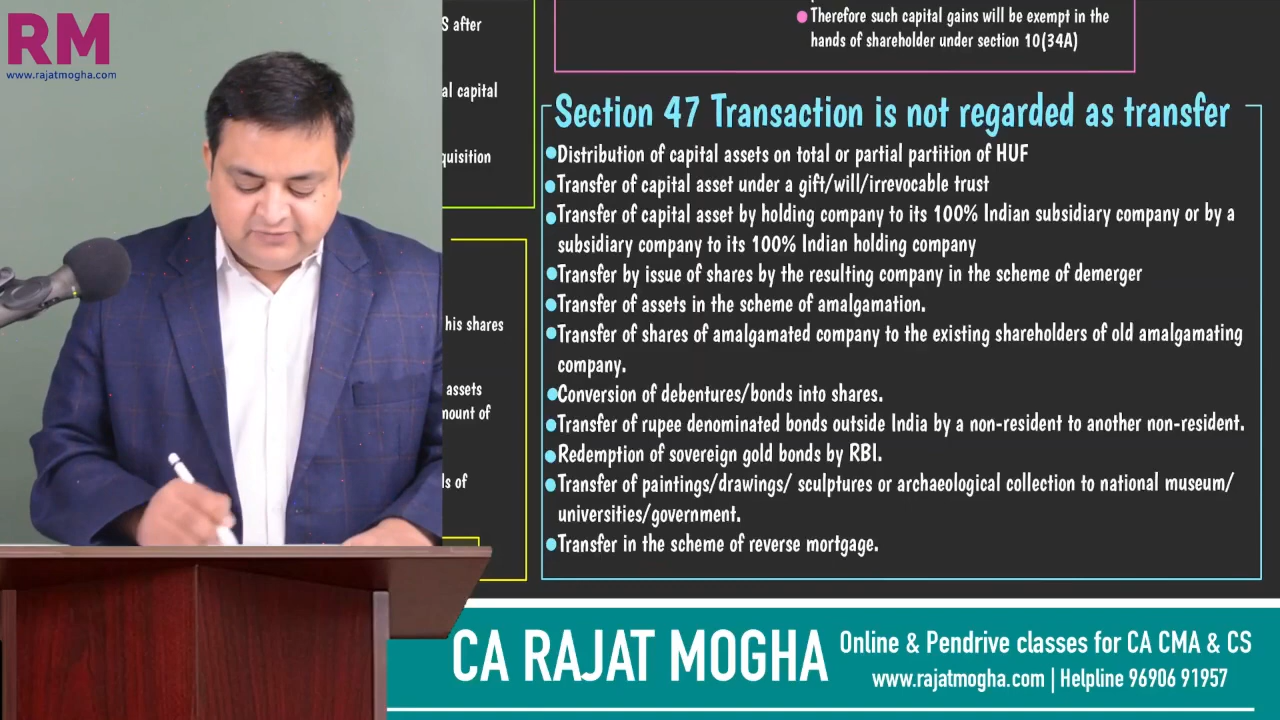 RM
www.rajatmogha.com
S after
al capital
quisition
his shares
assets
nount of
ls of
Therefore such capital gains will be exempt in the
hands of shareholder under section 10(34A)
Section 47 Transaction is not regarded as transfer
Distribution of capital assets on total or partial partition of HUF
Transfer of capital asset under a gift/will/irrevocable trust
Transfer of capital asset by holding company to its 100% Indian subsidiary company or by a
subsidiary company to its 100% Indian holding company
Transfer by issue of shares by the resulting company in the scheme of demerger
Transfer of assets in the scheme of amalgamation.
Transfer of shares of amalgamated company to the existing shareholders of old amalgamating
company.
Conversion of debentures/bonds into shares.
Transfer of rupee denominated bonds outside India by a non-resident to another non-resident.
Redemption of sovereign gold bonds by RBI.
Transfer of paintings/drawings/ sculptures or archaeological collection to national museum/
universities/government.
Transfer in the scheme of reverse mortgage.
CA RAJAT MOGHA
Online & Pendrive classes for CA CMA & CS
www.rajatmogha.com | Helpline 96906 91957